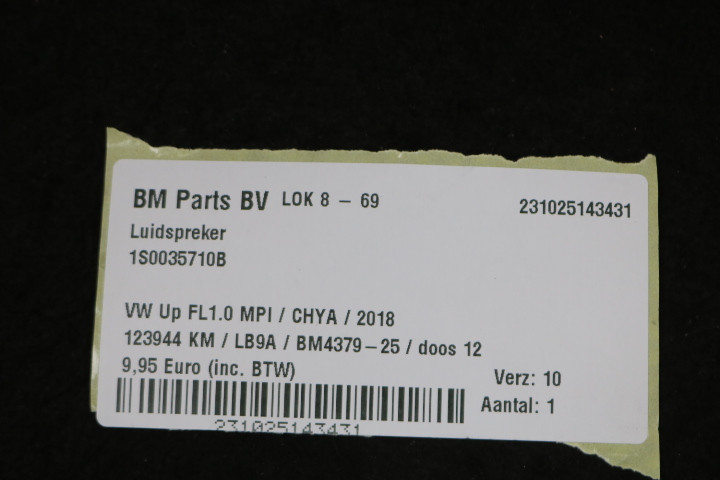 BM Parts BV LOK 8 – 69 231025143431
Luidspreker
1S0035710B
VW Up FL1.0 MPI / CHYA / 2018
123944 KM / LB9A / BM4379–25 / doos 12
9,95 Euro (inc. BTW) Verz: 10
Aantal: 1
231025143431